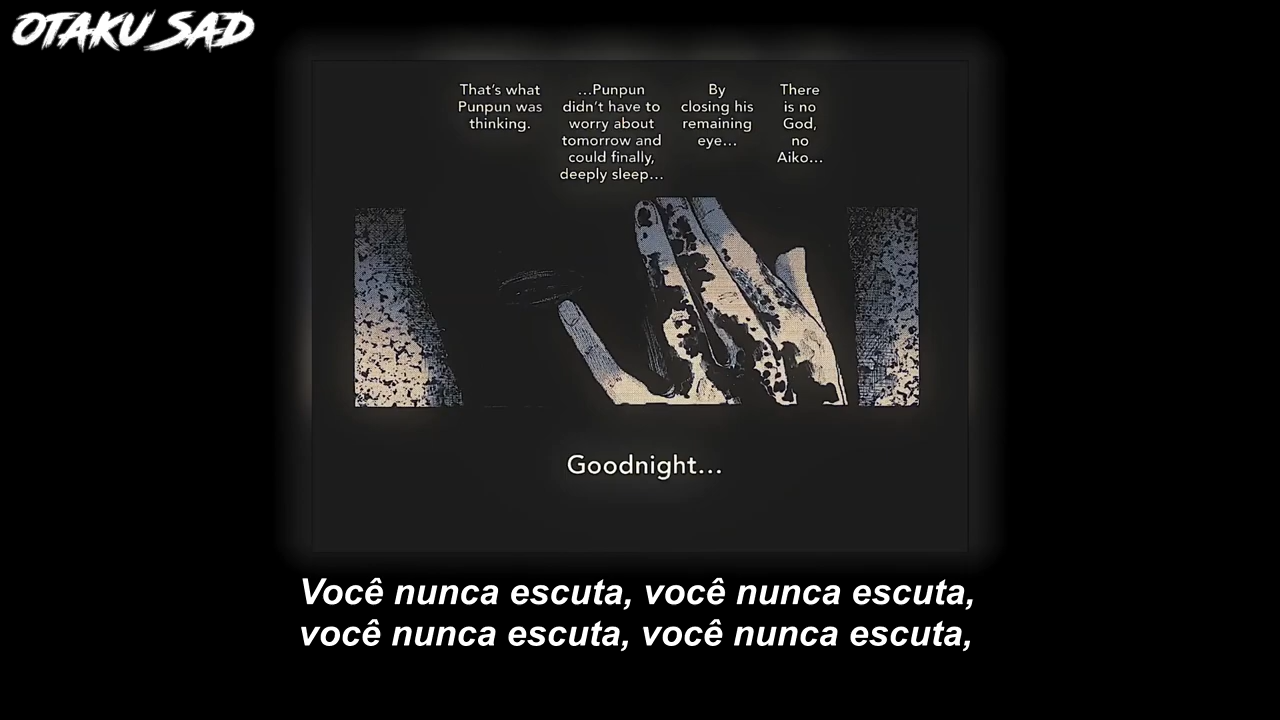 OTAKU SAD
There
is no
God,
no
Aiko...
By
closing his
remaining
eye...
...Punpun
didn't have to
worry about
tomorrow and
could finally,
deeply sleep...
That's what
Punpun was
thinking.
Goodnight...
Você nunca escuta, você nunca escuta,
você nunca escuta, você nunca escuta,